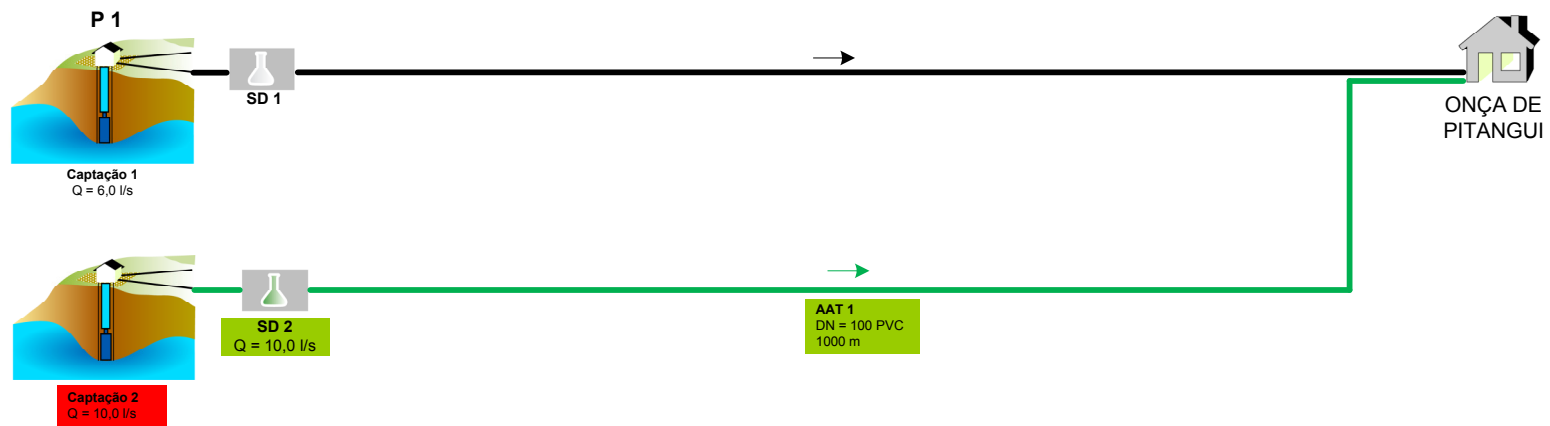 P 1
SD 1
Captação 1
Q = 6,0 l/s
ONÇA DE
PITANGUI
SD 2
Q = 10,0 l/s
AAT 1
DN = 100 PVC
1000 m
Captação 2
Q = 10,0 l/s